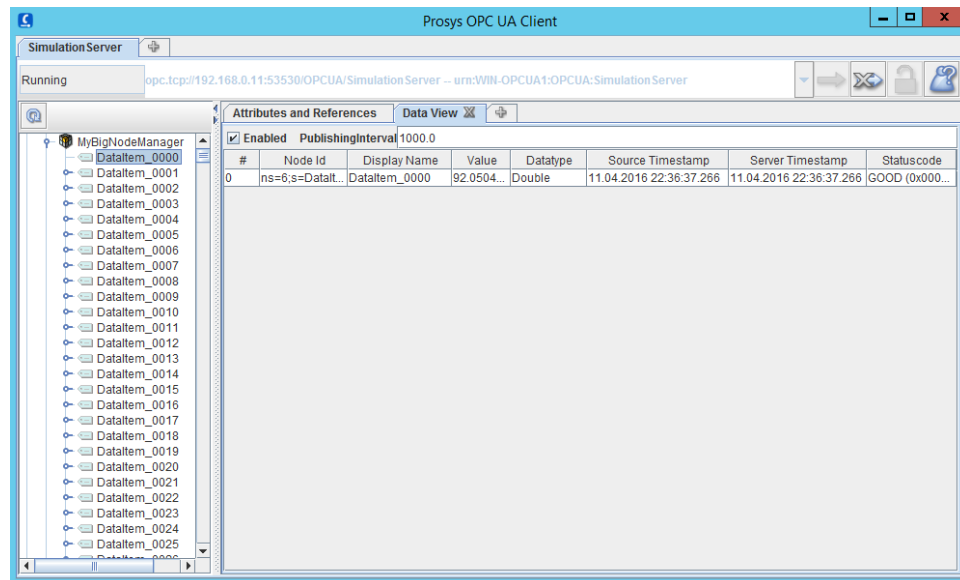 Prosys OPC UA Client
SimulationServer
Running
opc.tcp://192.168.0.11:53530/OPCUA/SimulationServer -- urn:WIN-OPCUA1:OPCUA:SimulationServer
Attributes and References Data View
Enabled PublishingInterval 1000.0
# Node Id Display Name Value Datatype Source Timestamp Server Timestamp Statuscode
0 ns=6;s=DataIt... DataItem_0000 92.0504... Double 11.04.2016 22:36:37.266 11.04.2016 22:36:37.266 GOOD (0x000...
MyBigNodeManager
DataItem_0000
DataItem_0001
DataItem_0002
DataItem_0003
DataItem_0004
DataItem_0005
DataItem_0006
DataItem_0007
DataItem_0008
DataItem_0009
DataItem_0010
DataItem_0011
DataItem_0012
DataItem_0013
DataItem_0014
DataItem_0015
DataItem_0016
DataItem_0017
DataItem_0018
DataItem_0019
DataItem_0020
DataItem_0021
DataItem_0022
DataItem_0023
DataItem_0024
DataItem_0025